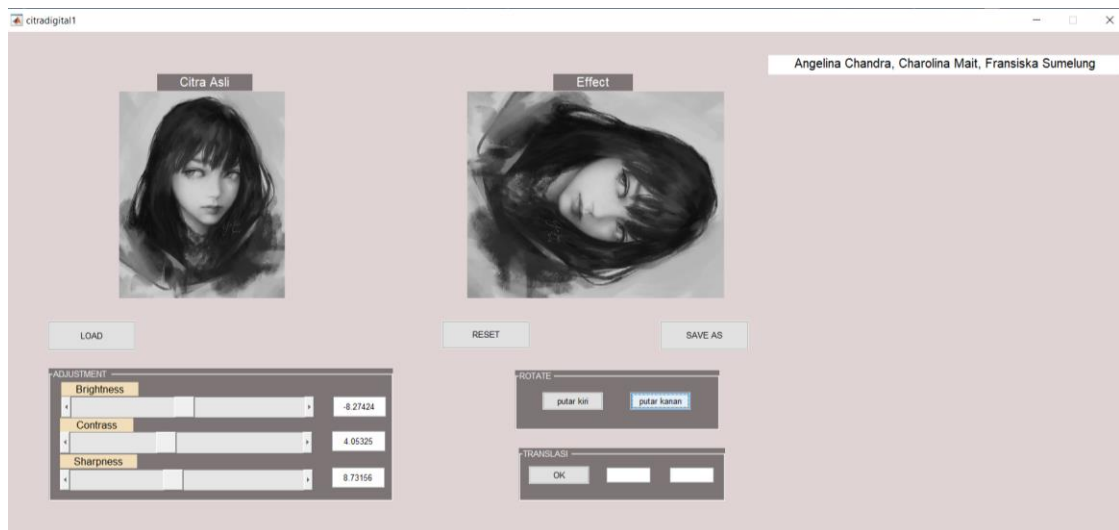 citradigital1
Angelina Chandra, Charolina Mait, Fransiska Sumelung
Citra Asli
Effect
LOAD
RESET
SAVE AS
ADJUSTMENT
Brightness
-8.27424
Contrass
4.05325
Sharpness
8.73156
ROTATE
putar kiri
putar kanan
TRANSLASI
OK